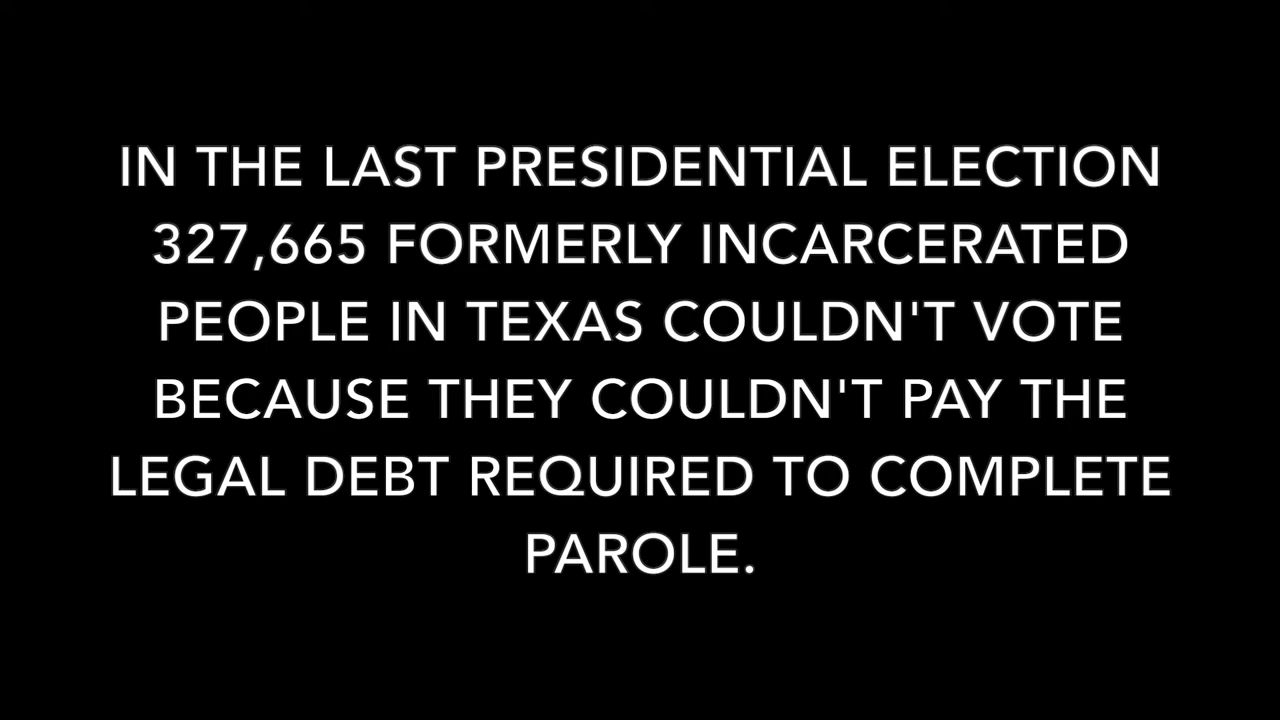 IN THE LAST PRESIDENTIAL ELECTION
327,665 FORMERLY INCARCERATED
PEOPLE IN TEXAS COULDN'T VOTE
BECAUSE THEY COULDN'T PAY THE
LEGAL DEBT REQUIRED TO COMPLETE
PAROLE.